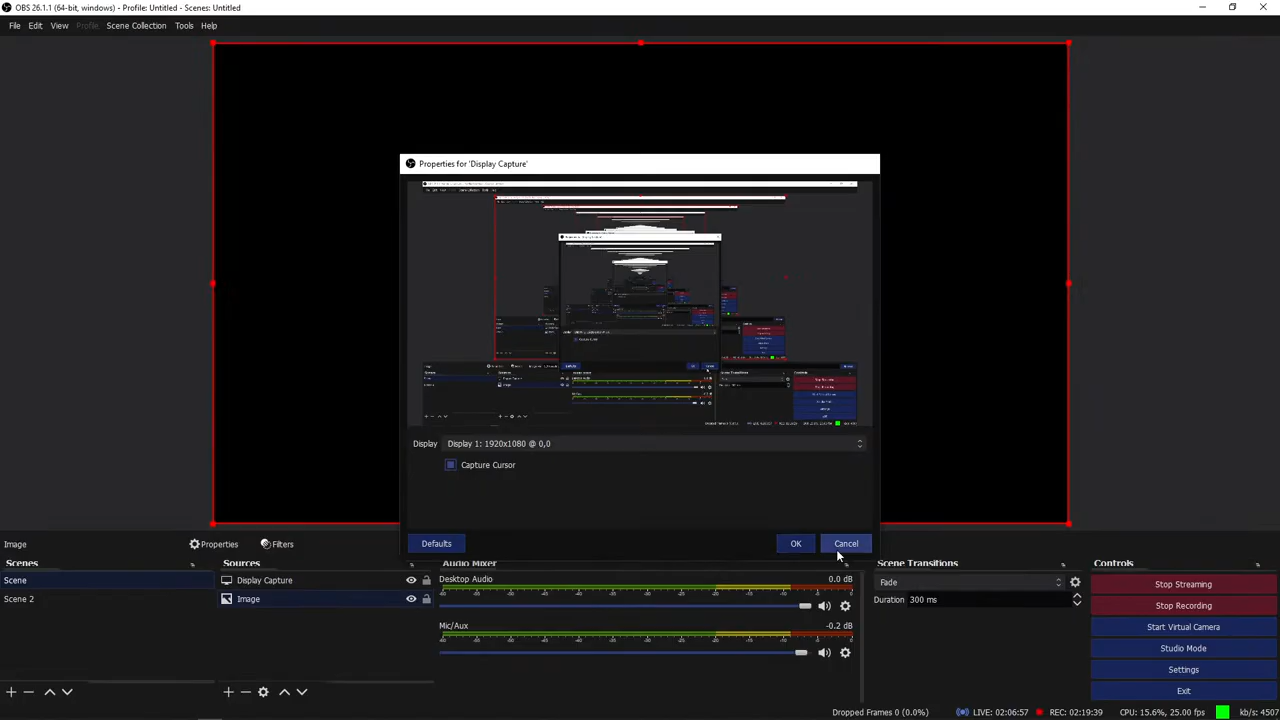 OBS 26.1.1 (64-bit, windows) - Profile: Untitled - Scenes: Untitled
File Edit View Profile Scene Collection Tools Help
Properties for 'Display Capture'
Display Display 1: 1920x1080 @ 0,0
Capture Cursor
Defaults OK Cancel
Image Properties Filters
Scenes Sources Audio Mixer Scene Transitions Controls
Scene
Scene 2
Display Capture
Image
Desktop Audio 0.0 dB
Mic/Aux -0.2 dB
Fade
Duration 300 ms
Stop Streaming
Stop Recording
Start Virtual Camera
Studio Mode
Settings
Exit
Dropped Frames 0 (0.0%) LIVE: 02:06:57 REC: 02:19:39 CPU: 15.6%, 25.00 fps kb/s: 4507